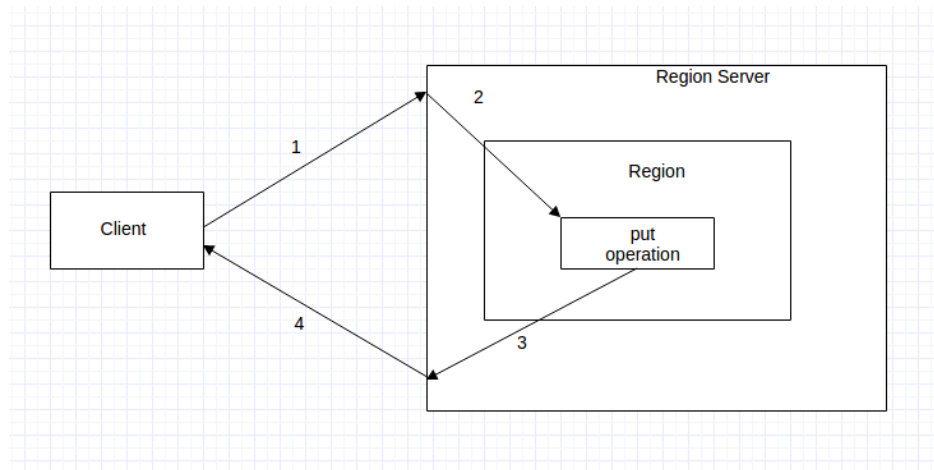 Region Server
2
1
Region
Client
put
operation
4
3